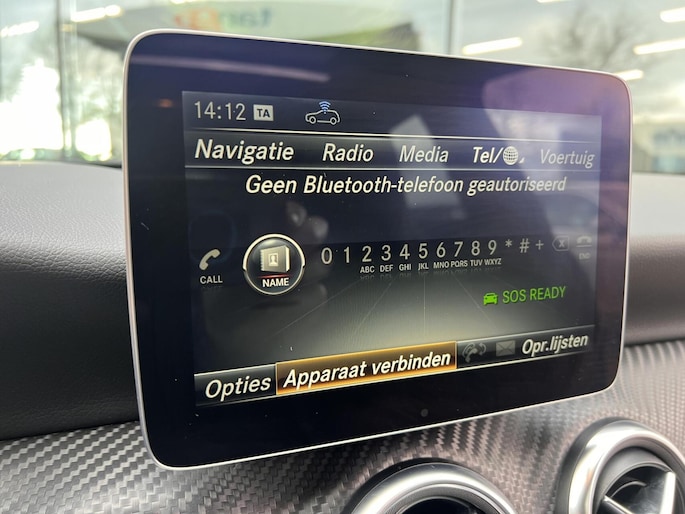 14:12 TA
Navigatie Radio Media Tel/ Voertuig
Geen Bluetooth-telefoon geautoriseerd
0 1 2 3 4 5 6 7 8 9 * # +
ABC DEF GHI JKL MNO PQRS TUV WXYZ
CALL NAME END
SOS READY
Opties Apparaat verbinden Opr.lijsten